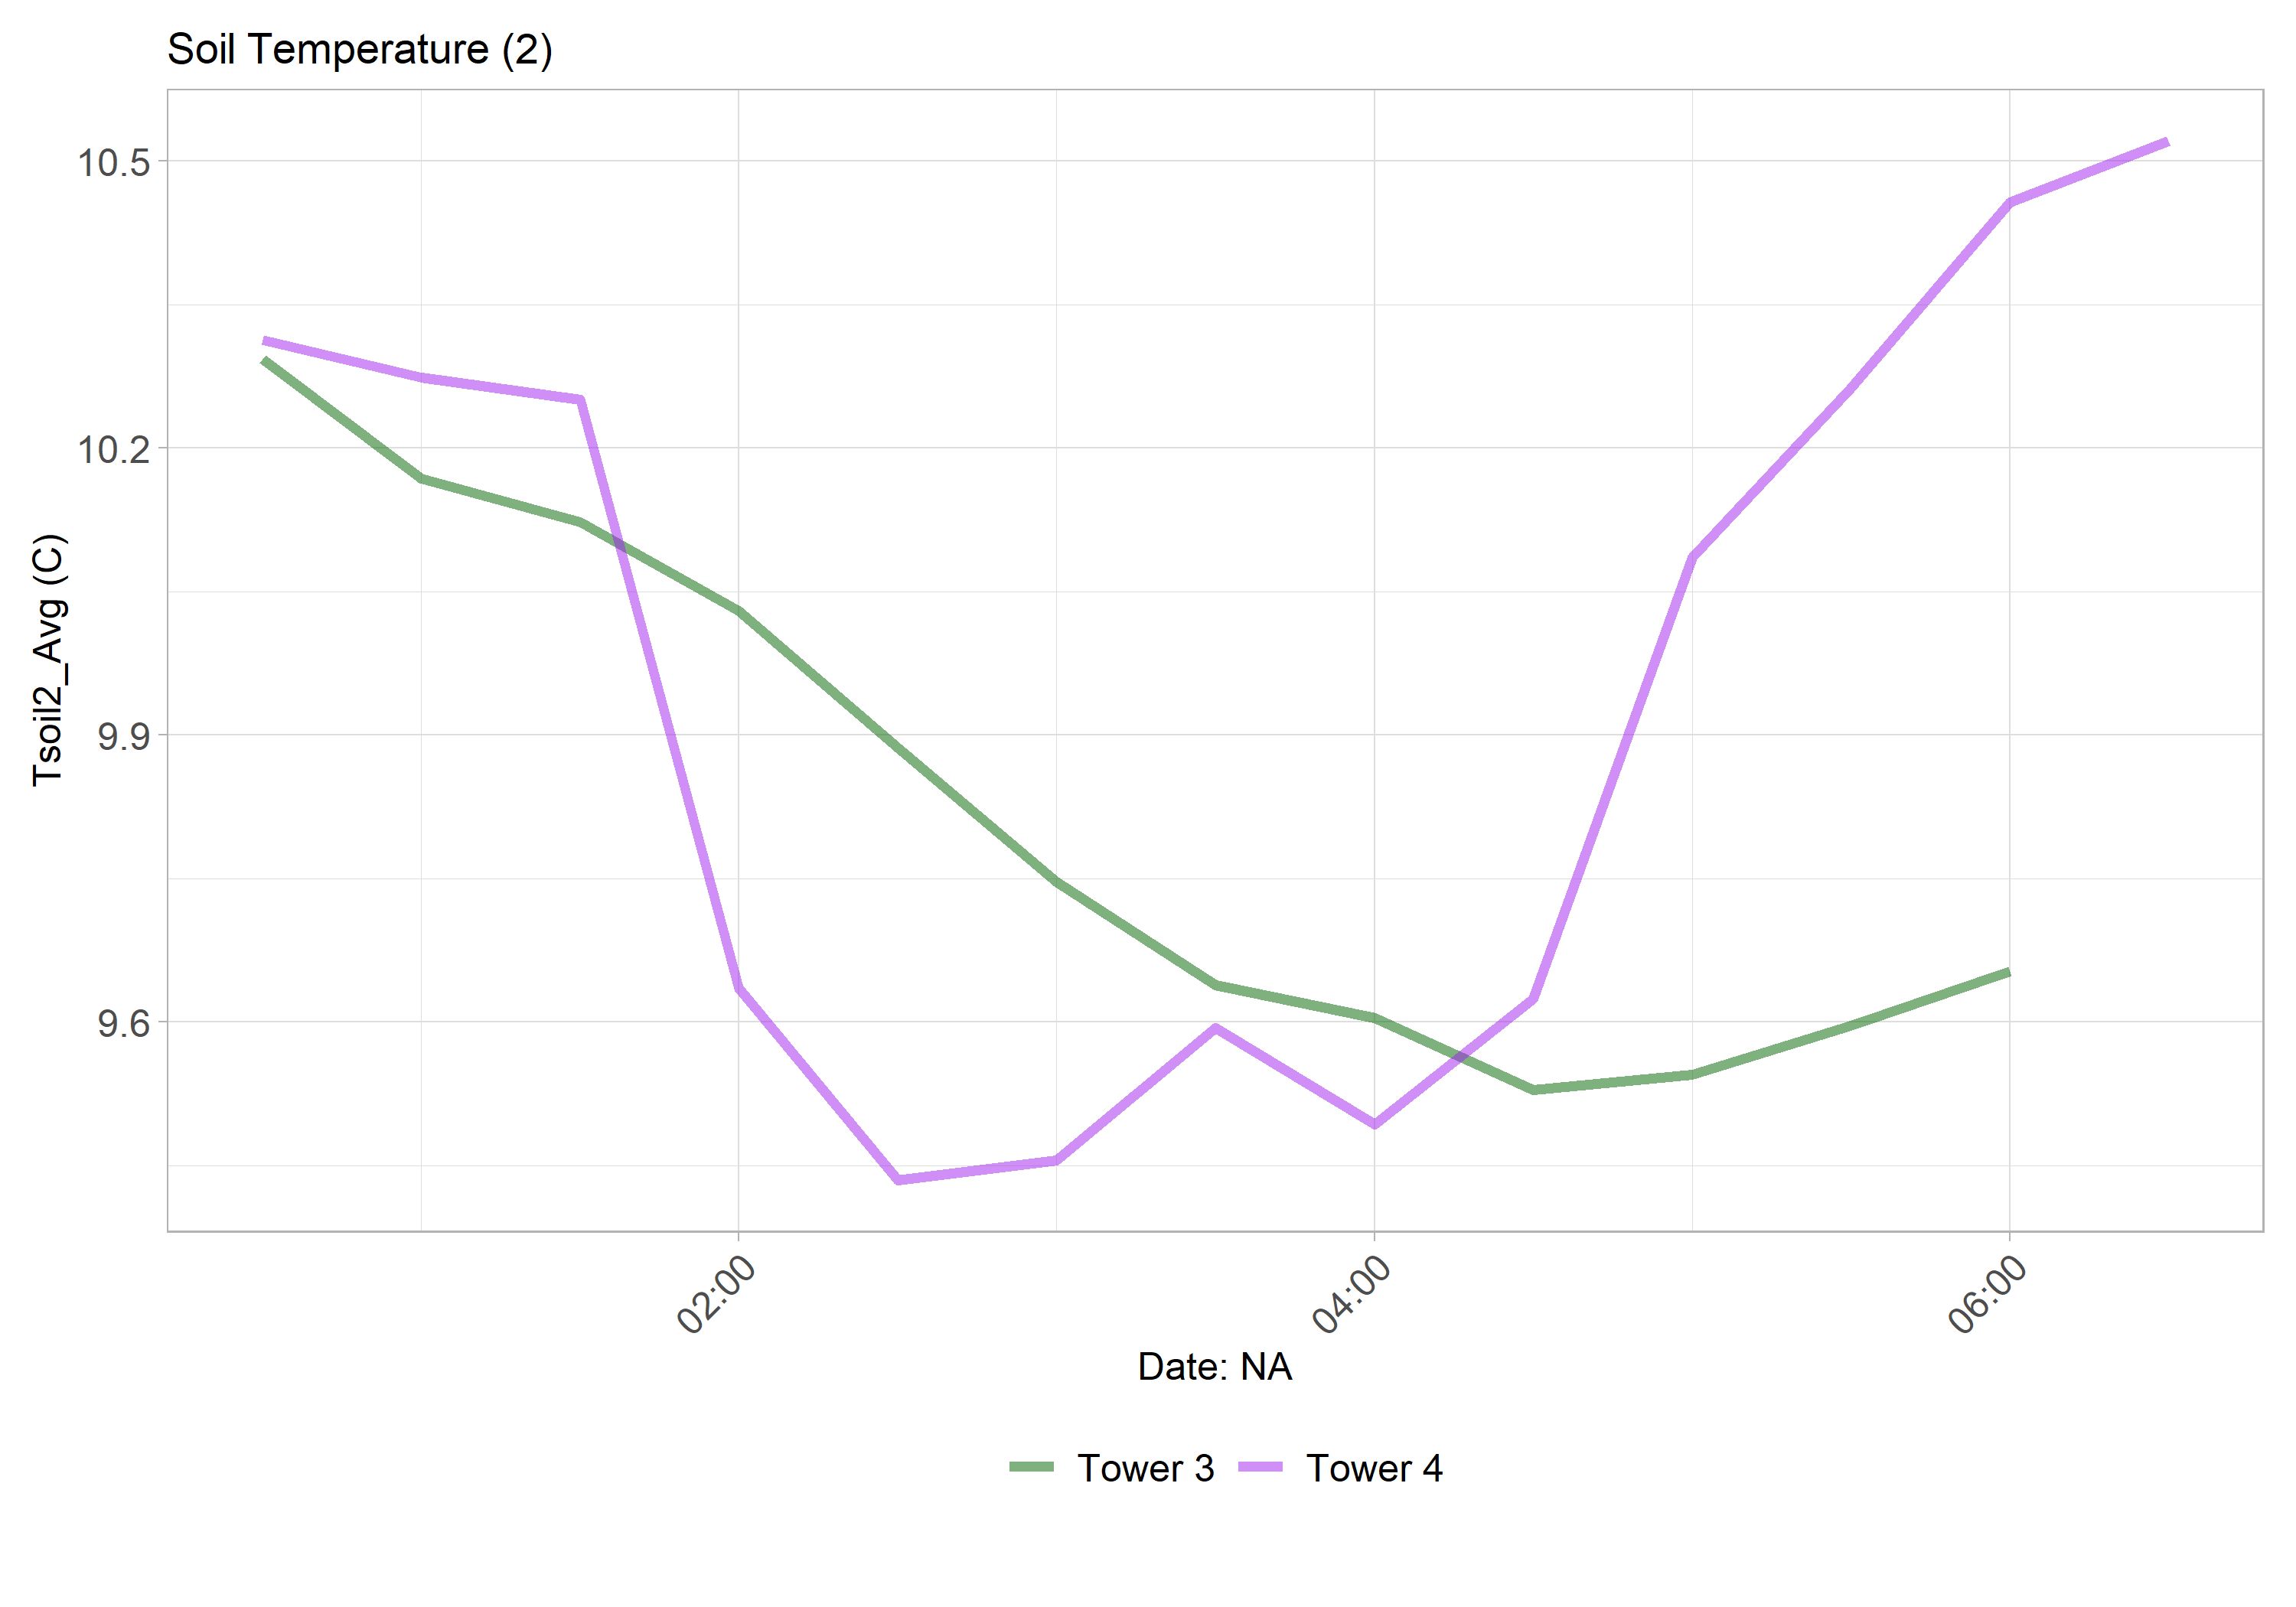 Soil Temperature (2)
10.5
10.2
9.9
9.6
Tsoil2_Avg (C)
02:00
04:00
06:00
Date: NA
Tower 3
Tower 4